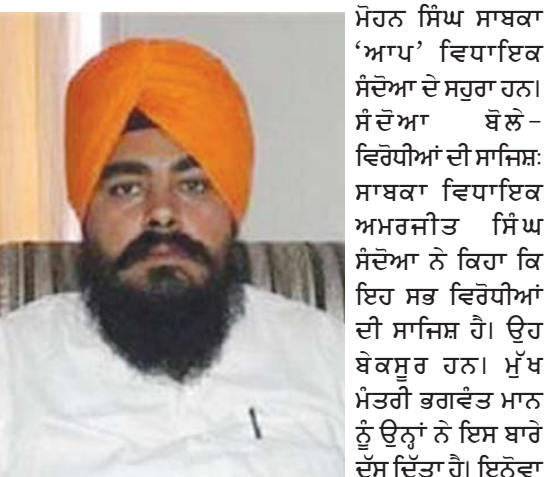 ਮੋਹਨ ਸਿੰਘ ਸਾਬਕਾ
‘ਆਪ’ ਵਿਧਾਇਕ
ਸੰਦੋਆ ਦੇ ਸਹੁਰਾ ਹਨ।
ਸੰਦੋਆ ਬੋਲੇ-
ਵਿਰੋਧੀਆਂ ਦੀ ਸਾਜਿਸ਼ਃ
ਸਾਬਕਾ ਵਿਧਾਇਕ
ਅਮਰਜੀਤ ਸਿੰਘ
ਸੰਦੋਆ ਨੇ ਕਿਹਾ ਕਿ
ਇਹ ਸਭ ਵਿਰੋਧੀਆਂ
ਦੀ ਸਾਜਿਸ਼ ਹੈ। ਉਹ
ਬੇਕਸੂਰ ਹਨ। ਮੁੱਖ
ਮੰਤਰੀ ਭਗਵੰਤ ਮਾਨ
ਨੂੰ ਉਨ੍ਹਾਂ ਨੇ ਇਸ ਬਾਰੇ
ਦੱਸ ਦਿੱਤਾ ਹੈ। ਇਨੋਵਾ